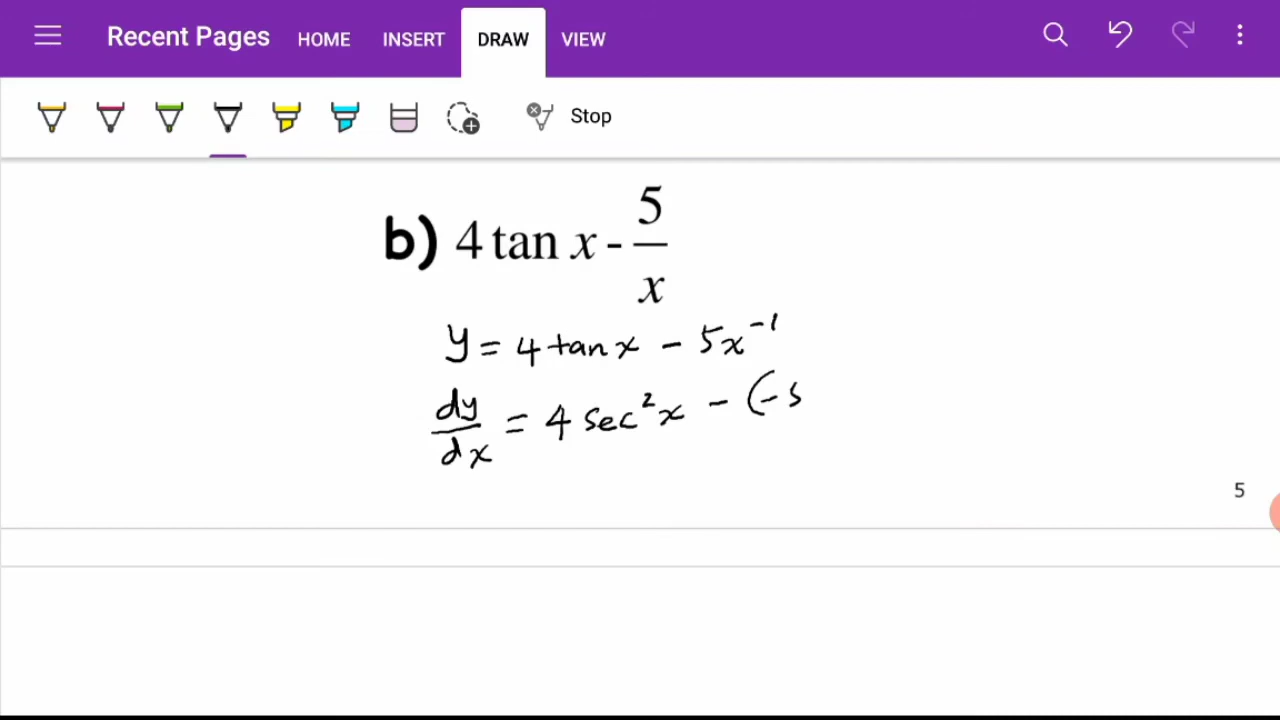 Recent Pages HOME INSERT DRAW VIEW
Stop
b) 4 tan x - 5/x
y = 4 tan x - 5x⁻¹
dy/dx = 4 sec²x - (-5
5